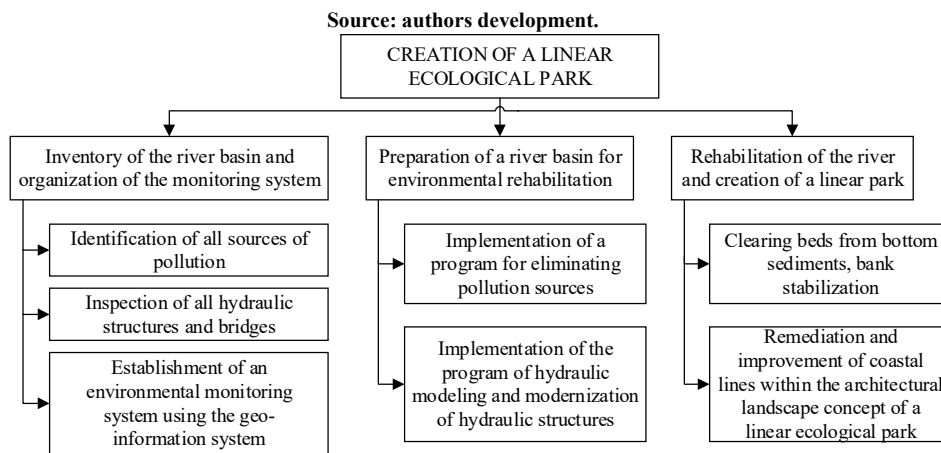 Source: authors development.
CREATION OF A LINEAR
ECOLOGICAL PARK
Inventory of the river basin and
organization of the monitoring system
Identification of all sources of
pollution
Inspection of all hydraulic
structures and bridges
Establishment of an
environmental monitoring
system using the geo-
information system
Preparation of a river basin for
environmental rehabilitation
Implementation of a
program for eliminating
pollution sources
Implementation of the
program of hydraulic
modeling and modernization
of hydraulic structures
Rehabilitation of the river
and creation of a linear park
Clearing beds from bottom
sediments, bank
stabilization
Remediation and
improvement of coastal
lines within the architectural
landscape concept of a
linear ecological park